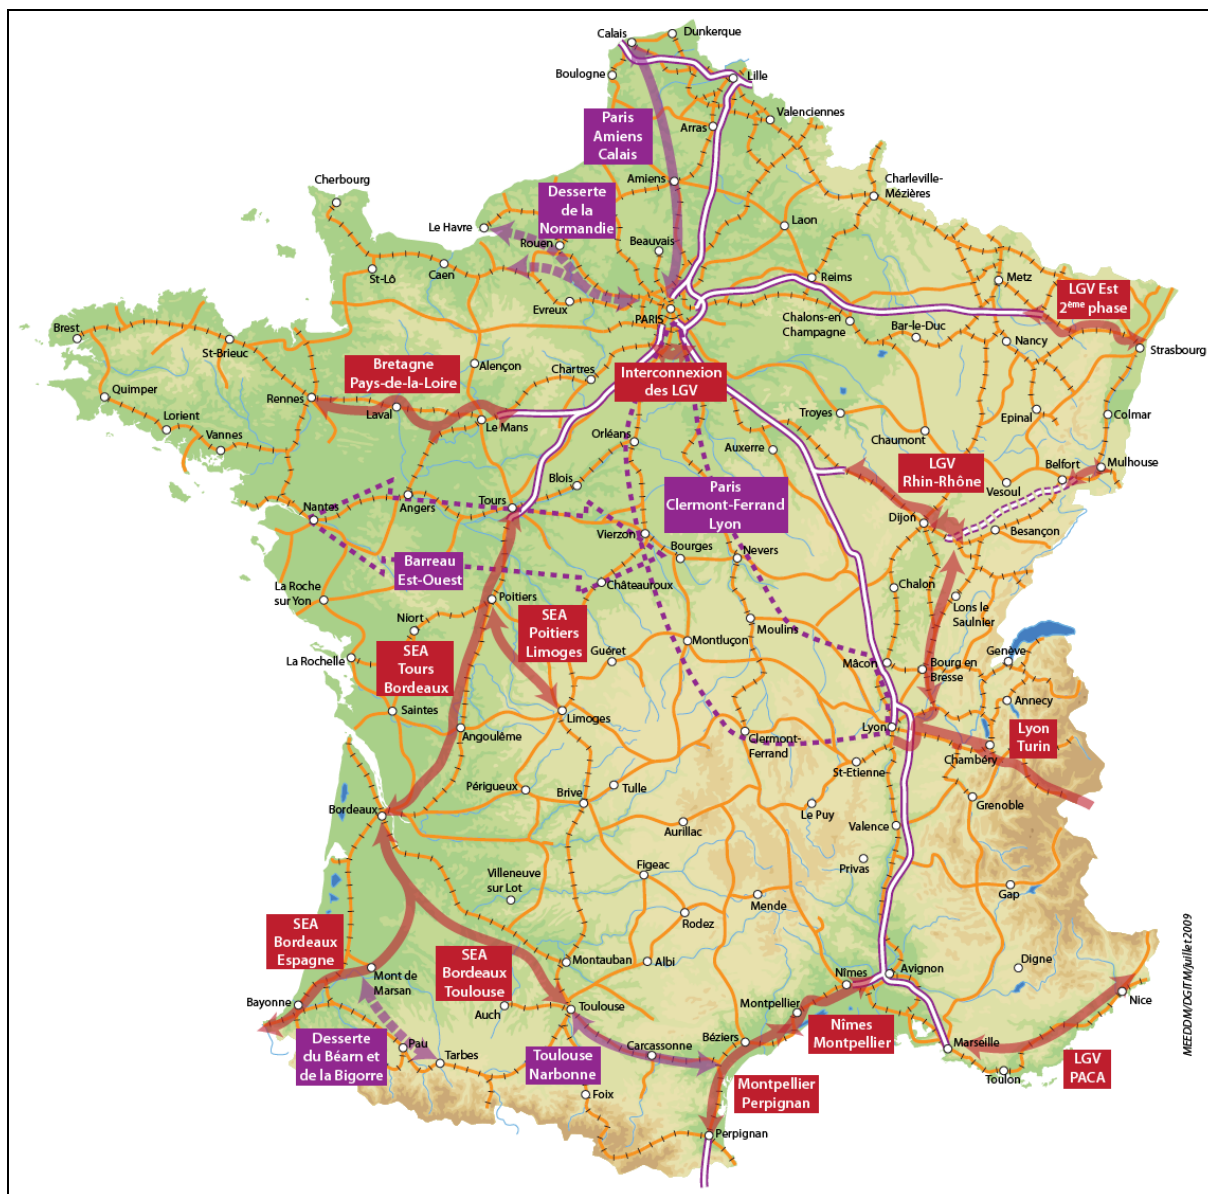 Calais
Dunkerque
Boulogne
Lille
Valenciennes
Paris
Amiens
Calais
Arras
Amiens
Charleville-
Mézières
Cherbourg
Desserte
de la
Normandie
Le Havre
Rouen
Beauvais
Laon
St-Lô
Caen
Reims
Metz
Evreux
PARIS
Chalons-en
Champagne
Bar-le-Duc
LGV Est
2ème phase
Nancy
Strasbourg
Brest
St-Brieuc
Bretagne
Pays-de-la-Loire
Alençon
Chartres
Interconnexion
des LGV
Quimper
Rennes
Laval
Le Mans
Troyes
Epinal
Colmar
Lorient
Vannes
Orléans
Auxerre
Chaumont
LGV
Rhin-Rhône
Belfort
Mulhouse
Vesoul
Nantes
Angers
Tours
Blois
Paris
Clermont-Ferrand
Lyon
Dijon
Besançon
Vierzon
Bourges
Nevers
Barreau
Est-Ouest
Châteauroux
Chalon
Lons le
Saulnier
La Roche
sur Yon
Poitiers
Niort
SEA
Poitiers
Limoges
Moulins
Montluçon
Guéret
La Rochelle
SEA
Tours
Bordeaux
Mâcon
Bourg en
Bresse
Genève
Annecy
Saintes
Limoges
Angoulême
Clermont-
Ferrand
Lyon
Lyon
Turin
Chambéry
St-Etienne
Périgueux
Brive
Tulle
Grenoble
Le Puy
Bordeaux
Aurillac
Valence
Privas
Figeac
Villeneuve
sur Lot
Mende
Gap
Rodez
SEA
Bordeaux
Espagne
SEA
Bordeaux
Toulouse
Montauban
Albi
Mont de
Marsan
Nîmes
Avignon
Digne
Bayonne
Auch
Toulouse
Montpellier
Nice
Desserte
du Béarn et
de la Bigorre
Pau
Tarbes
Toulouse
Narbonne
Carcassonne
Béziers
Nîmes
Montpellier
Marseille
Toulon
LGV
PACA
Foix
Montpellier
Perpignan
Perpignan
MEEDDM/DGITM/juillet 2009